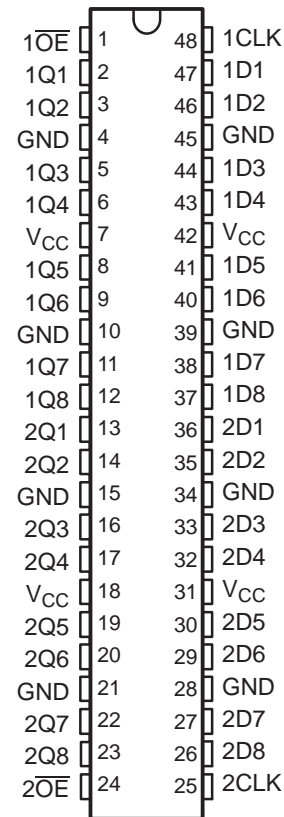 1O̅E̅ 1 48 1CLK
1Q1 2 47 1D1
1Q2 3 46 1D2
GND 4 45 GND
1Q3 5 44 1D3
1Q4 6 43 1D4
VCC 7 42 VCC
1Q5 8 41 1D5
1Q6 9 40 1D6
GND 10 39 GND
1Q7 11 38 1D7
1Q8 12 37 1D8
2Q1 13 36 2D1
2Q2 14 35 2D2
GND 15 34 GND
2Q3 16 33 2D3
2Q4 17 32 2D4
VCC 18 31 VCC
2Q5 19 30 2D5
2Q6 20 29 2D6
GND 21 28 GND
2Q7 22 27 2D7
2Q8 23 26 2D8
2O̅E̅ 24 25 2CLK